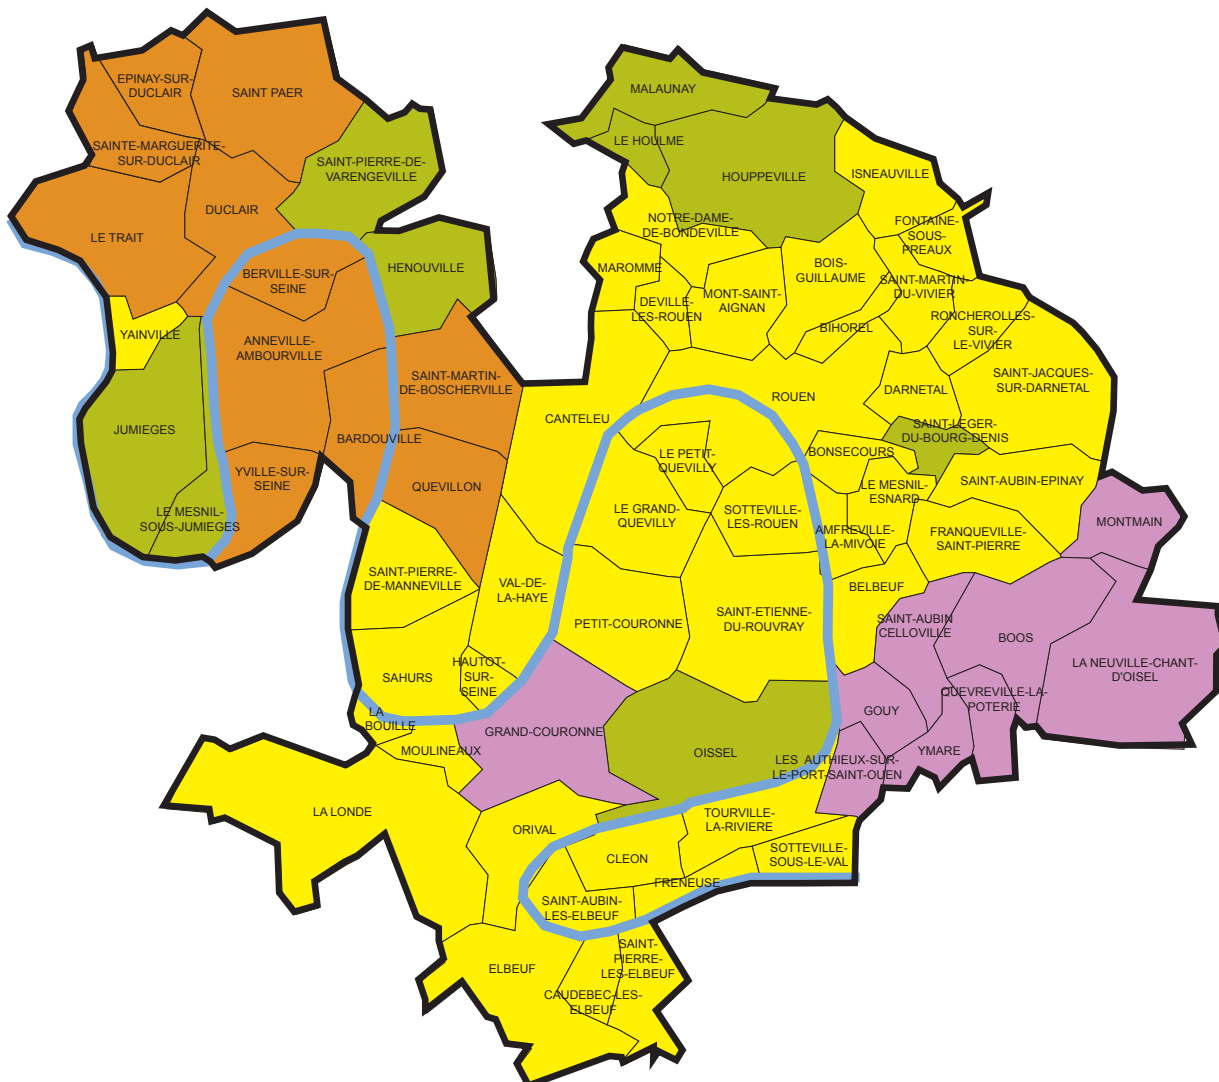 EPINAY-SUR-
DUCLAIR
SAINT PAER
SAINTE-MARGUERITE-
SUR-DUCLAIR
SAINT-PIERRE-DE-
VARENGEVILLE
DUCLAIR
LE TRAIT
HENOUVILLE
BERVILLE-SUR-
SEINE
YAINVILLE
ANNEVILLE-
AMBOURVILLE
SAINT-MARTIN-
DE-BOSCHERVILLE
JUMIEGES
BARDOUVILLE
YVILLE-SUR-
SEINE
QUEVILLON
LE MESNIL-
SOUS-JUMIEGES
MALAUNAY
LE HOULME
HOUPPEVILLE
ISNEAUVILLE
NOTRE-DAME-
DE-BONDEVILLE
FONTAINE-
SOUS-
PREAUX
MAROMME
BOIS-
GUILLAUME
SAINT-MARTIN-
DU-VIVIER
DEVILLE-
LES-ROUEN
MONT-SAINT-
AIGNAN
BIHOREL
RONCHEROLLES-
SUR-
LE-VIVIER
SAINT-JACQUES-
SUR-DARNETAL
DARNETAL
ROUEN
CANTELEU
SAINT-LEGER-
DU-BOURG-DENIS
LE PETIT-
QUEVILLY
BONSECOURS
LE MESNIL-
ESNARD
SAINT-AUBIN-EPINAY
LE GRAND-
QUEVILLY
SOTTEVILLE-
LES-ROUEN
AMFREVILLE-
LA-MIVOIE
FRANQUEVILLE-
SAINT-PIERRE
MONTMAIN
SAINT-PIERRE-
DE-MANNEVILLE
VAL-DE-
LA-HAYE
BELBEUF
PETIT-COURONNE
SAINT-ETIENNE-
DU-ROUVRAY
SAINT-AUBIN
CELLOVILLE
BOOS
LA NEUVILLE-CHANT-
D'OISEL
SAHURS
HAUTOT-
SUR-
SEINE
QUEVREVILLE-LA-
POTERIE
GOUY
LA
BOUILLE
MOULINEAUX
GRAND-COURONNE
OISSEL
YMARE
LES AUTHIEUX-SUR-
LE-PORT-SAINT-OUEN
LA LONDE
ORIVAL
TOURVILLE-
LA-RIVIERE
CLEON
SOTTEVILLE-
SOUS-LE-VAL
FRENEUSE
SAINT-AUBIN-
LES-ELBEUF
ELBEUF
SAINT-
PIERRE-
LES-ELBEUF
CAUDEBEC-LES-
ELBEUF